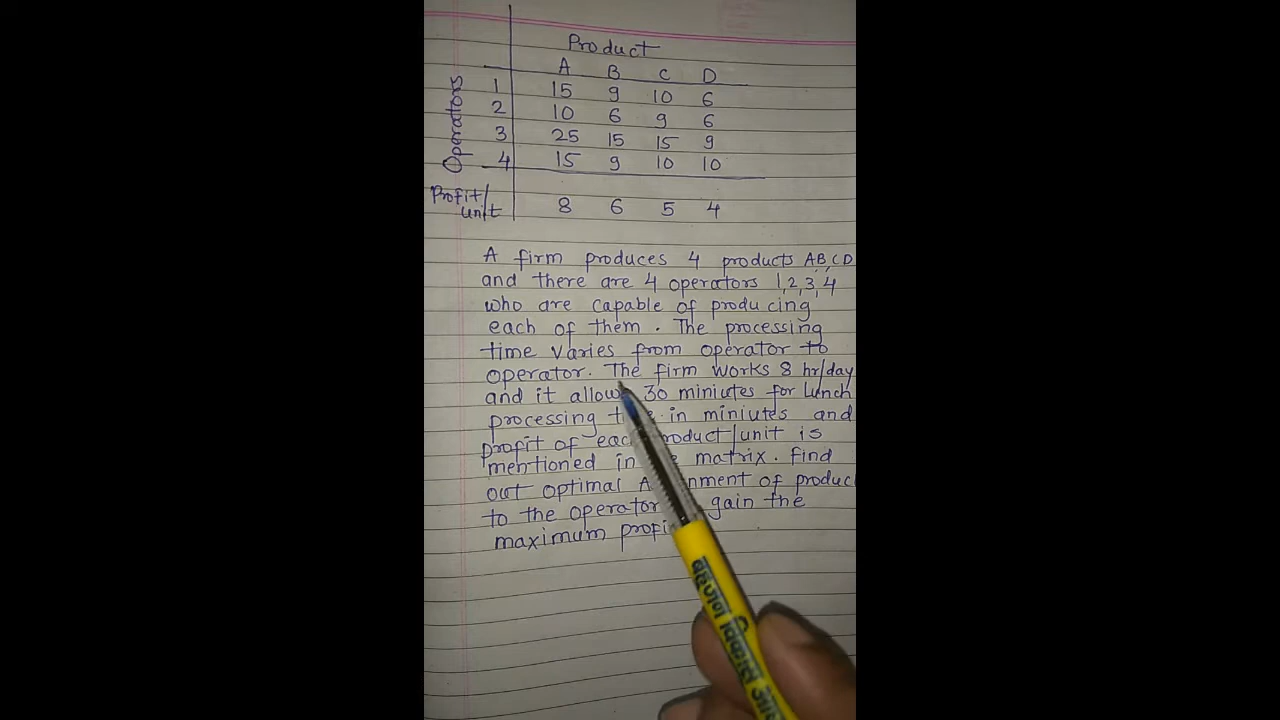 Product
A B C D
Operators
1 15 9 10 6
2 10 6 9 6
3 25 15 15 9
4 15 9 10 10
Profit/
unit 8 6 5 4
A firm produces 4 products A,B,C,D
and there are 4 operators 1,2,3,4
who are capable of producing
each of them. The processing
time varies from operator to
operator. The firm works 8 hr/day
and it allow 30 miniutes for lunch
processing in miniutes and
profit of product/unit is
mentioned in matrix. find
out optimal of produc
to the operator gain the
maximum